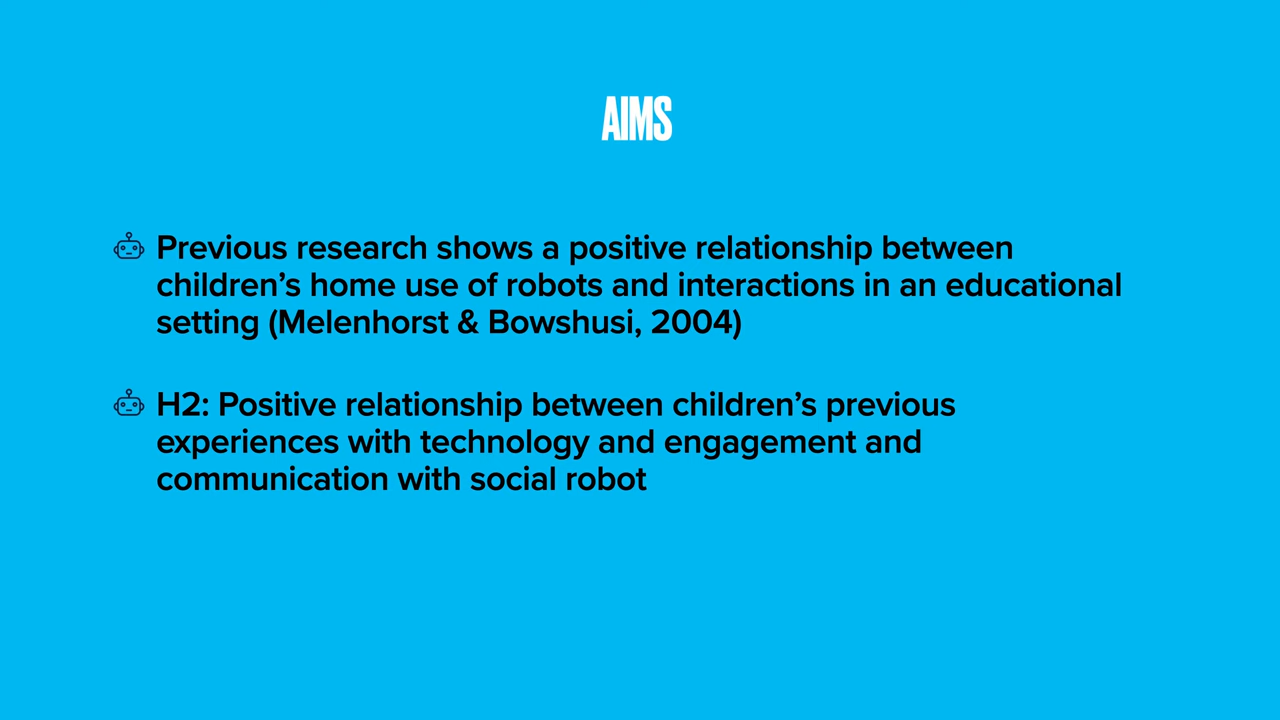 AIMS
Previous research shows a positive relationship between
children’s home use of robots and interactions in an educational
setting (Melenhorst & Bowshusi, 2004)
H2: Positive relationship between children’s previous
experiences with technology and engagement and
communication with social robot